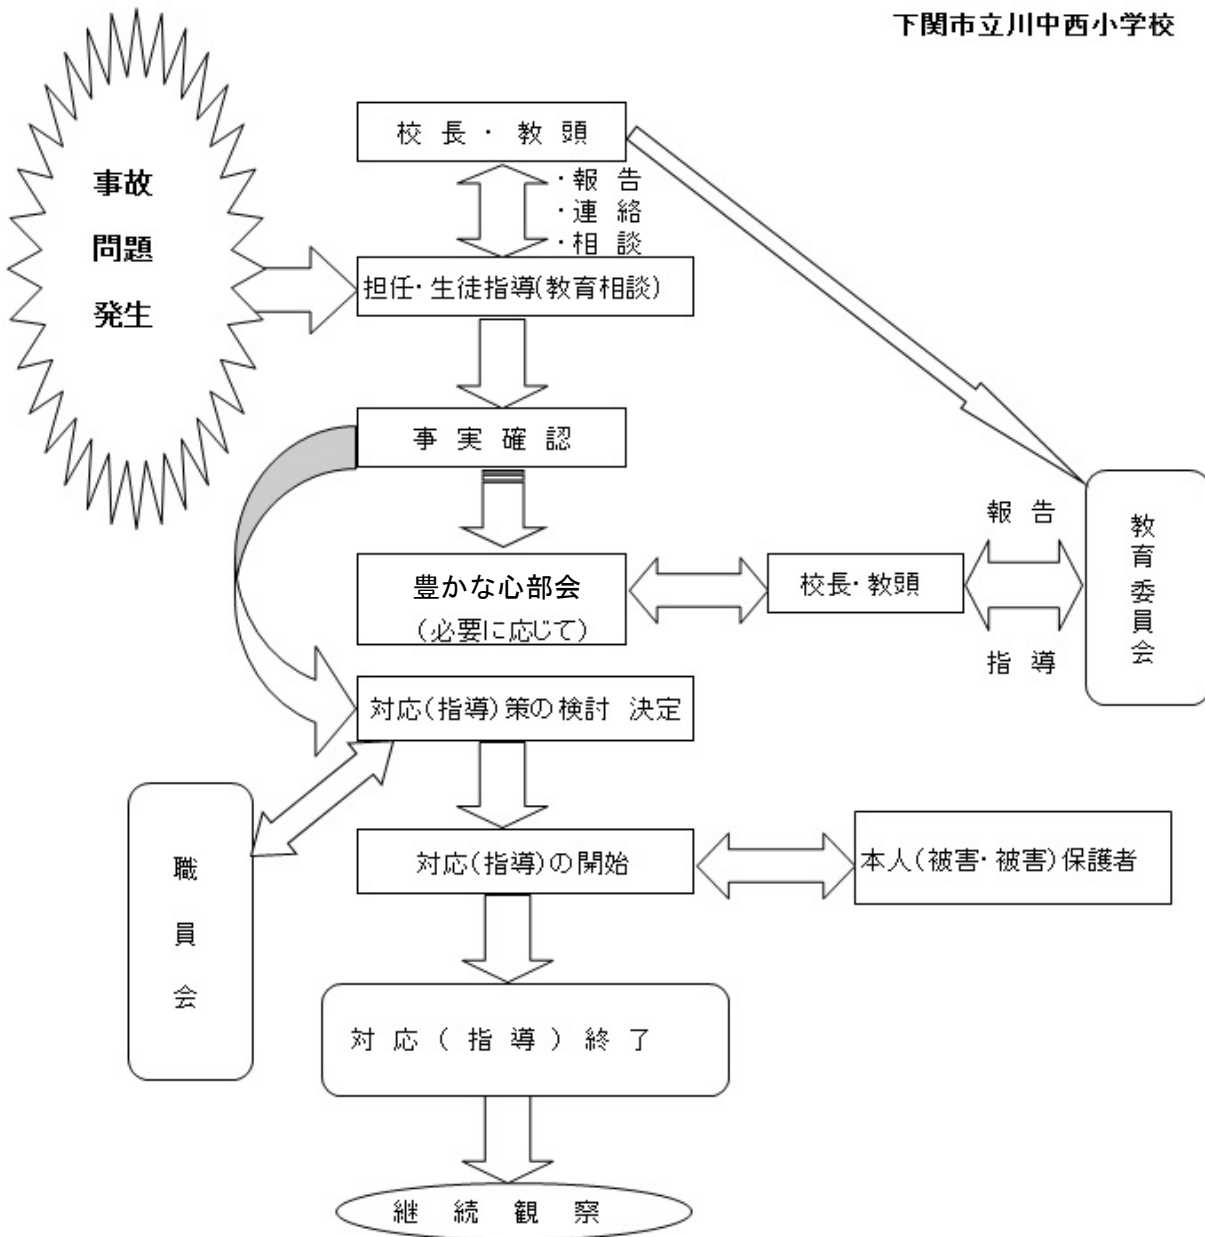 下関市立川中西小学校
事故
問題
発生
校長・教頭
・報告
・連絡
・相談
担任・生徒指導(教育相談)
事実確認
豊かな心部会
(必要に応じて)
校長・教頭
報告
指導
教育委員会
対応(指導)策の検討 決定
職員会
対応(指導)の開始
本人(被害・被害)保護者
対応(指導)終了
継続観察